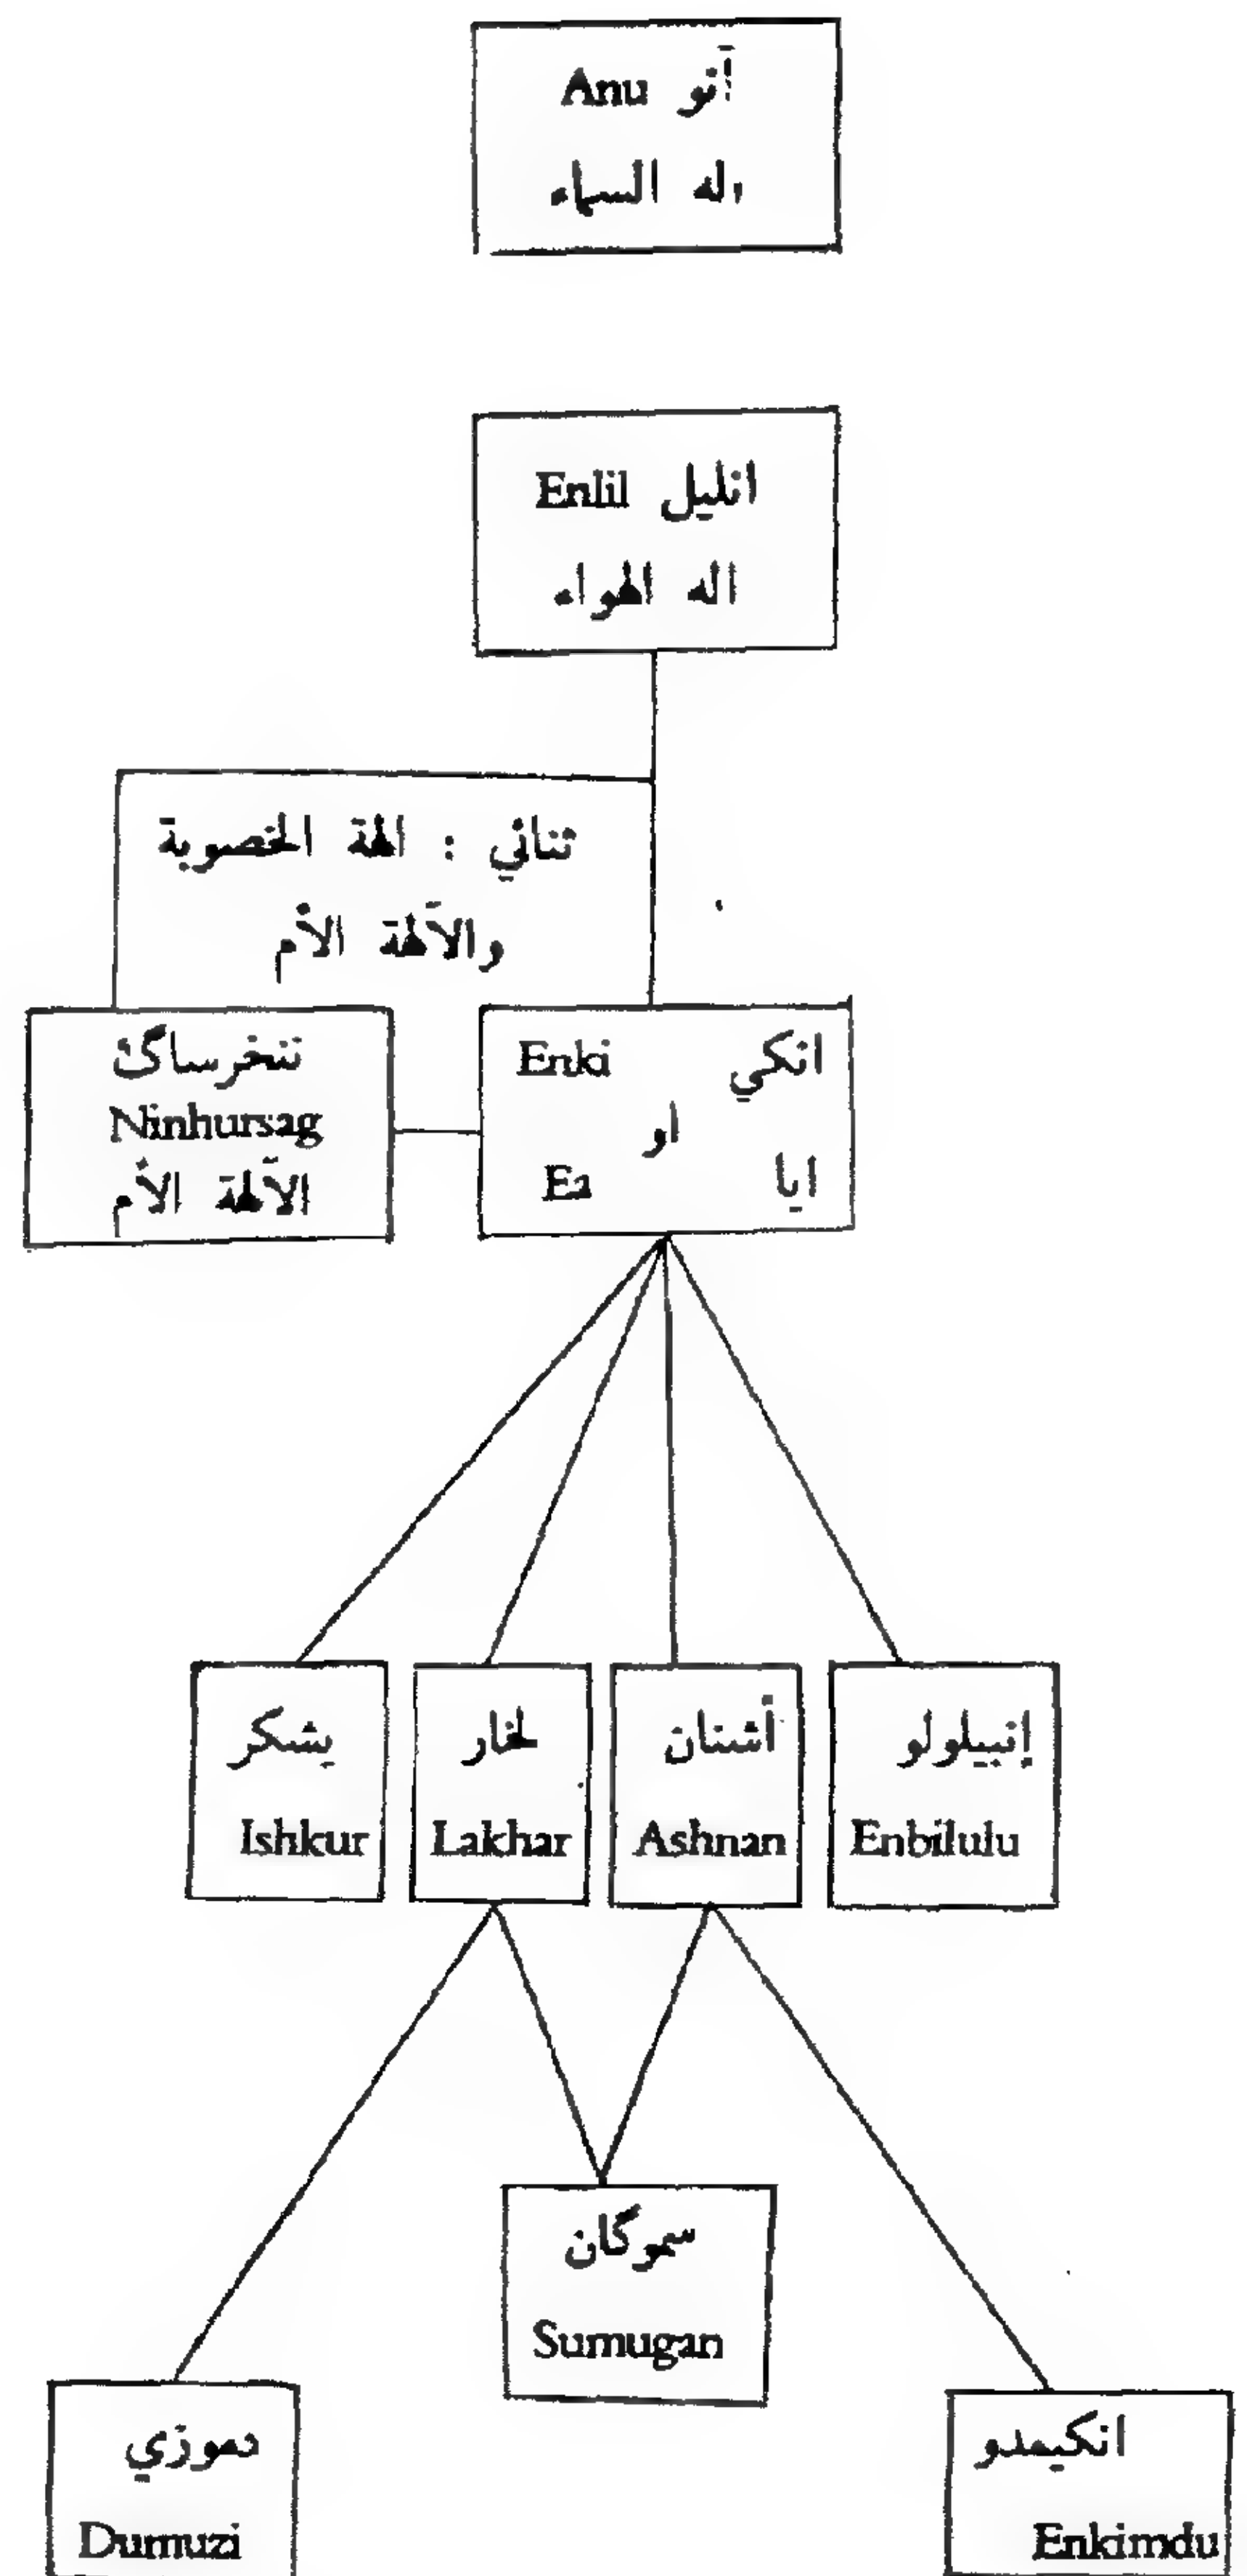 آنو Anu
اله السماء
انليل Enlil
اله الهواء
ثنائي : الهة الخصوبة
والآلهة الأم
ننخرساگ
Ninhursag
الآلهة الأم
انكي Enki
او
ايا Ea
يشكر
Ishkur
لخار
Lakhar
أشنان
Ashnan
إنبيلولو
Enbilulu
سموگان
Sumugan
دموزي
Dumuzi
انكيمدو
Enkimdu